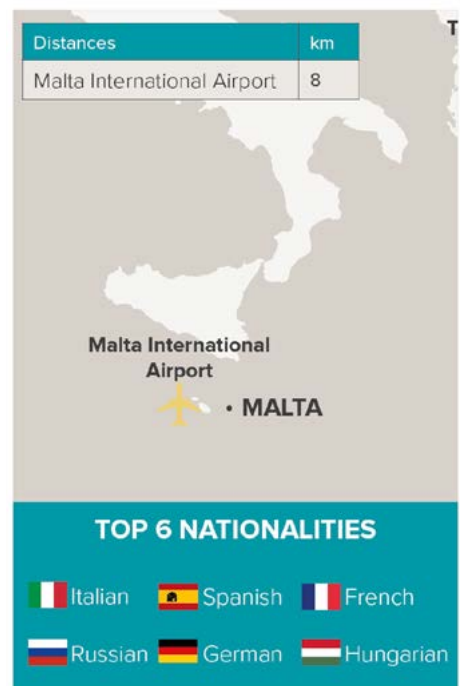 Distances km
Malta International Airport 8
T
Malta International
Airport
• MALTA
TOP 6 NATIONALITIES
Italian Spanish French
Russian German Hungarian